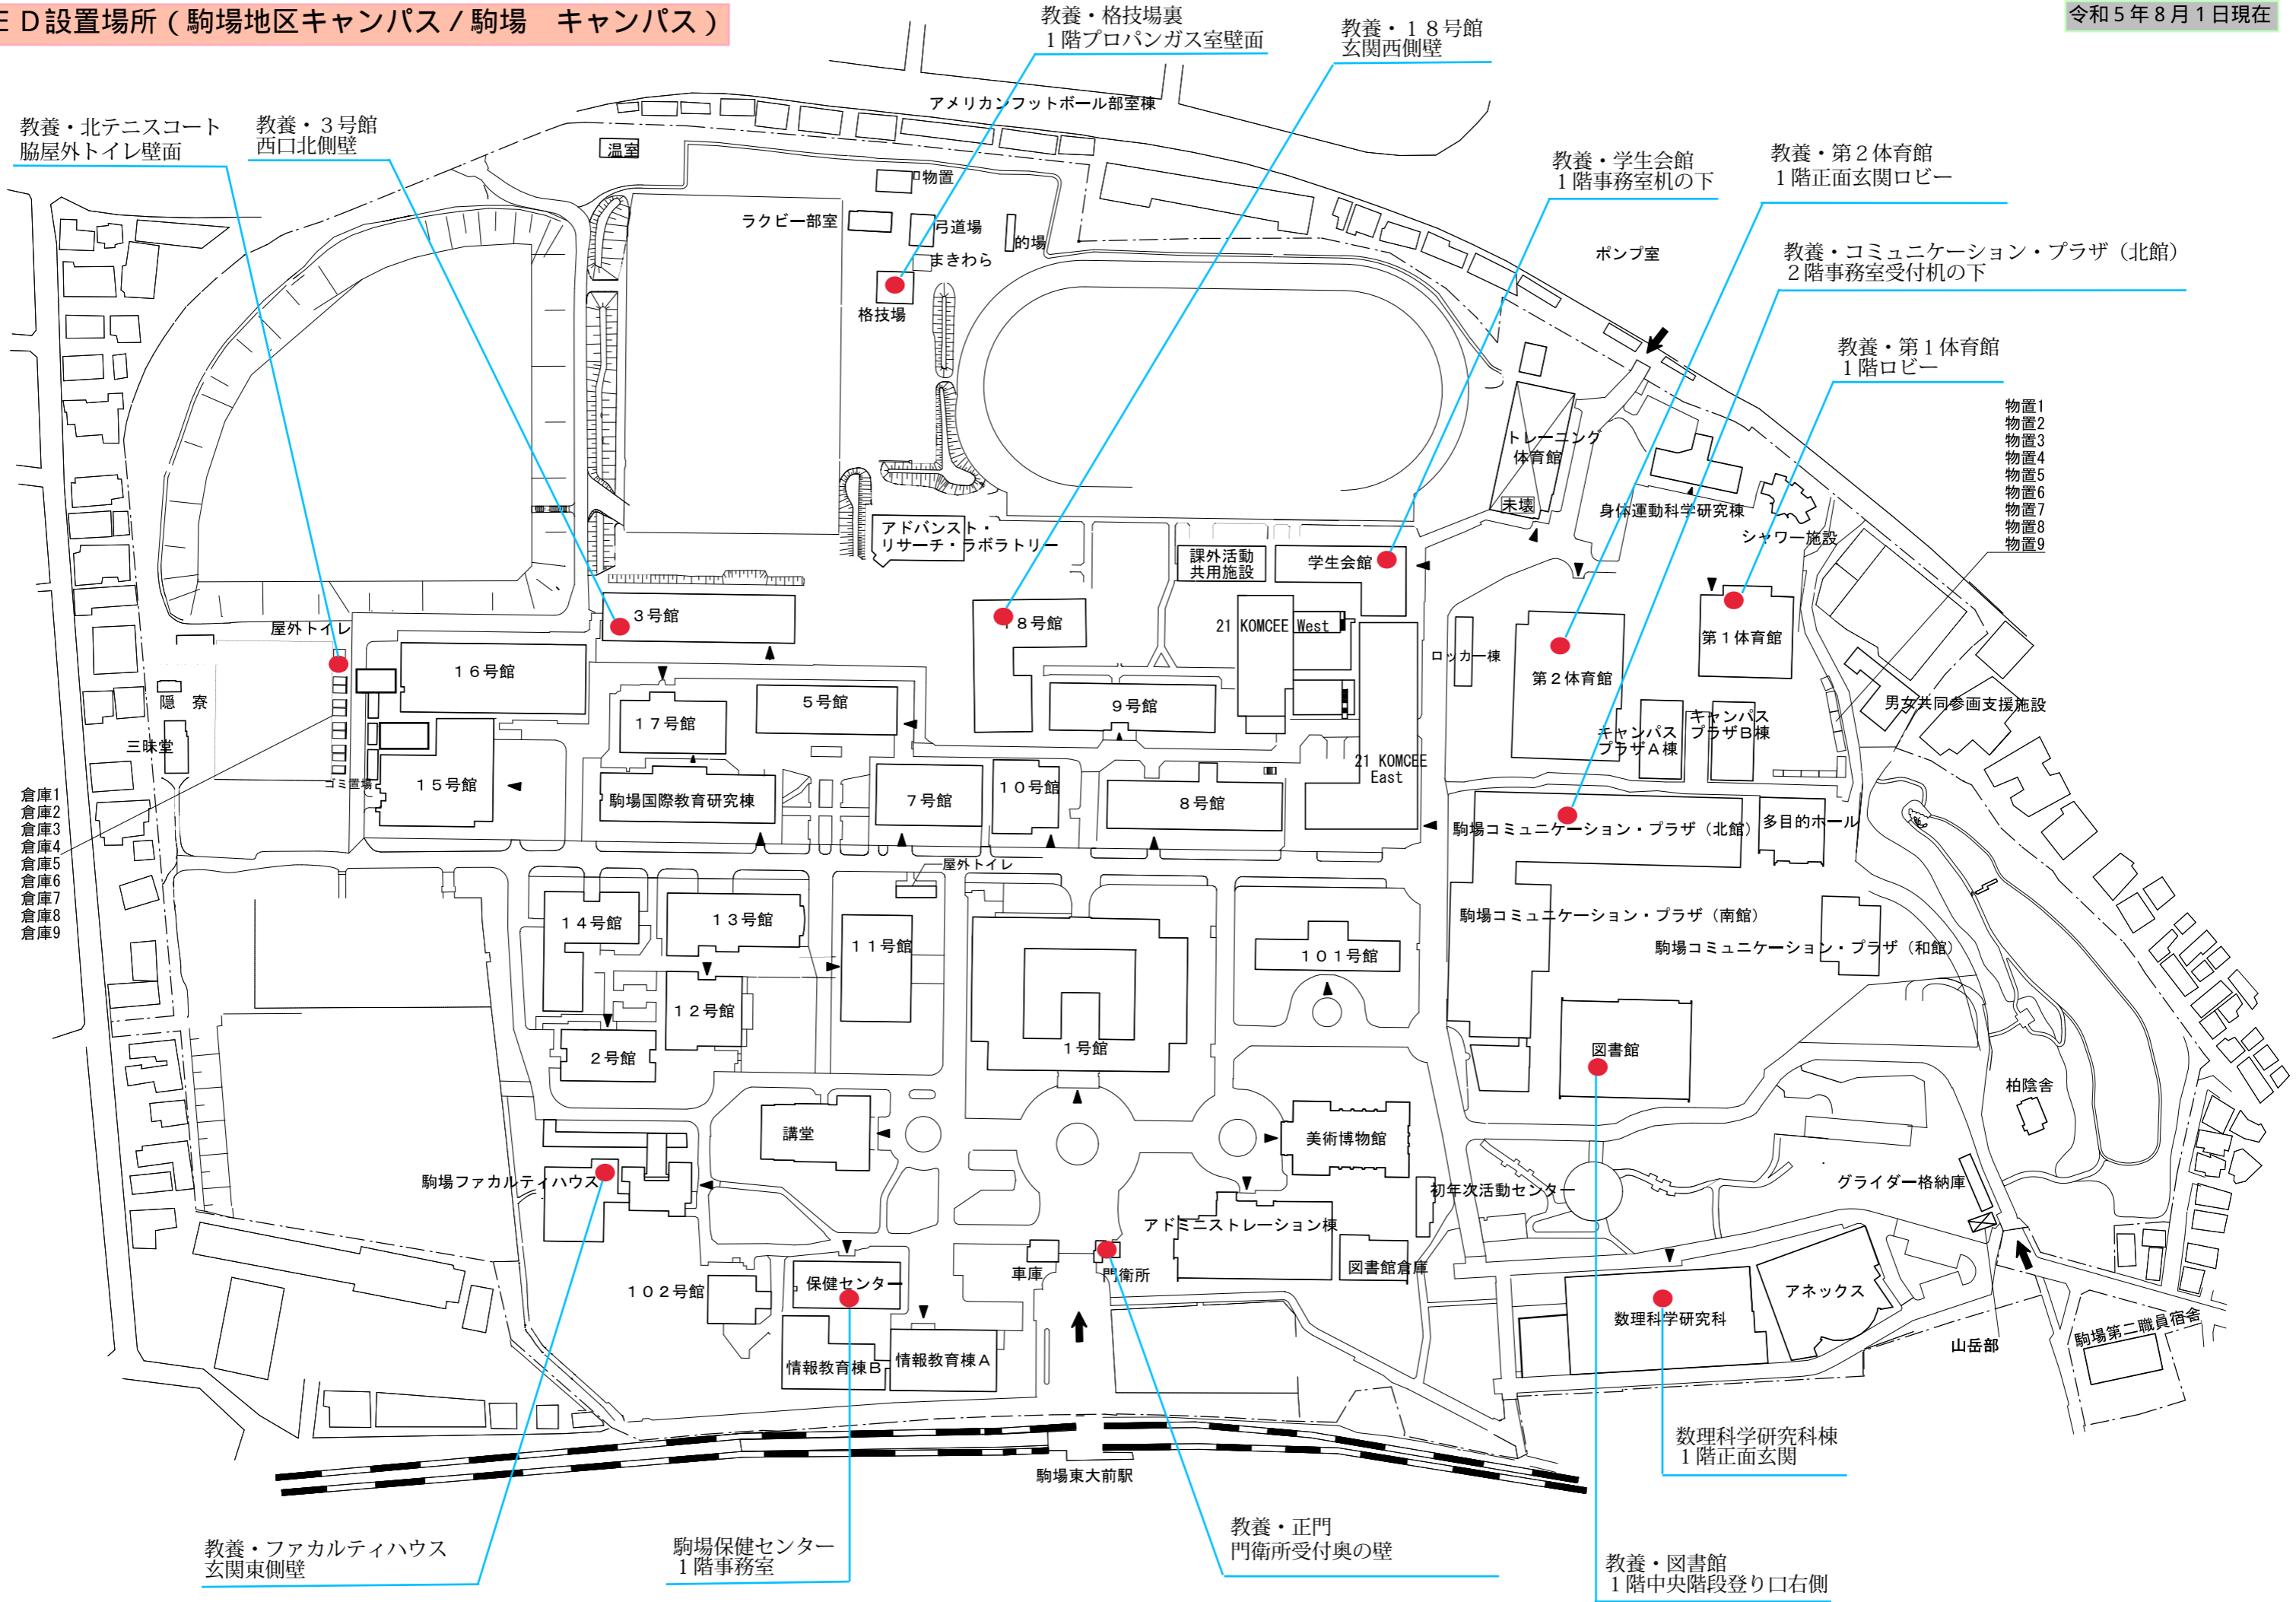 ＥＤ設置場所（駒場地区キャンパス／駒場　キャンパス）
令和５年８月１日現在
教養・格技場裏
１階プロパンガス室壁面
教養・１８号館
玄関西側壁
教養・北テニスコート
脇屋外トイレ壁面
教養・３号館
西口北側壁
教養・学生会館
１階事務室机の下
教養・第２体育館
１階正面玄関ロビー
教養・コミュニケーション・プラザ（北館）
２階事務室受付机の下
教養・第１体育館
１階ロビー
アメリカンフットボール部室棟
温室
物置
ラクビー部室
弓道場
的場
まきわら
格技場
ポンプ室
物置1
物置2
物置3
物置4
物置5
物置6
物置7
物置8
物置9
トレーニング
体育館
未壊
身体運動科学研究棟
シャワー施設
アドバンスト・
リサーチ・ラボラトリー
課外活動
共用施設
学生会館
屋外トイレ
３号館
１８号館
21 KOMCEE West
ロッカー棟
第２体育館
第１体育館
１６号館
隠　寮
三昧堂
１７号館
５号館
９号館
男女共同参画支援施設
キャンパス
プラザＡ棟
キャンパス
プラザＢ棟
21 KOMCEE
East
ゴミ置場
１５号館
駒場国際教育研究棟
７号館
１０号館
８号館
駒場コミュニケーション・プラザ（北館）
多目的ホール
倉庫1
倉庫2
倉庫3
倉庫4
倉庫5
倉庫6
倉庫7
倉庫8
倉庫9
屋外トイレ
１４号館
１３号館
１１号館
１０１号館
駒場コミュニケーション・プラザ（南館）
駒場コミュニケーション・プラザ（和館）
１２号館
２号館
１号館
図書館
柏陰舎
講堂
美術博物館
駒場ファカルティハウス
初年次活動センター
グライダー格納庫
アドミニストレーション棟
車庫
門衛所
図書館倉庫
１０２号館
保健センター
アネックス
数理科学研究科
山岳部
駒場第二職員宿舎
情報教育棟Ｂ
情報教育棟Ａ
駒場東大前駅
数理科学研究科棟
１階正面玄関
教養・ファカルティハウス
玄関東側壁
駒場保健センター
１階事務室
教養・正門
門衛所受付奥の壁
教養・図書館
１階中央階段登り口右側